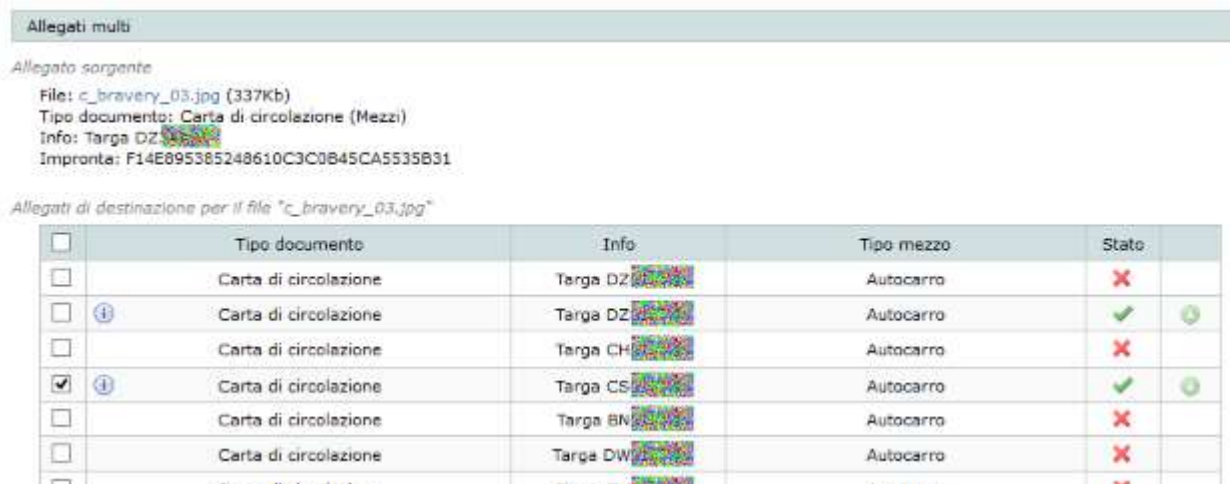 Allegati multi
Allegato sorgente
File: c_bravery_03.jpg (337Kb)
Tipo documento: Carta di circolazione (Mezzi)
Info: Targa DZ
Impronta: F14E895385248610C3C0B45CA5535B31
Allegati di destinazione per il file "c_bravery_03.jpg"
Tipo documento Info Tipo mezzo Stato
Carta di circolazione Targa DZ Autocarro
Carta di circolazione Targa DZ Autocarro
Carta di circolazione Targa CH Autocarro
Carta di circolazione Targa CS Autocarro
Carta di circolazione Targa BN Autocarro
Carta di circolazione Targa DW Autocarro